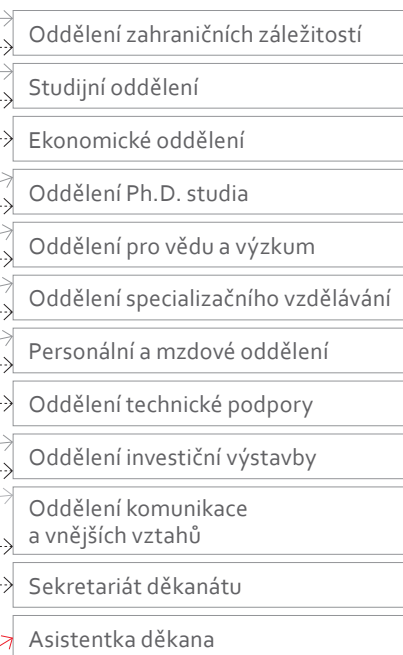 Oddělení zahraničních záležitostí
Studijní oddělení
Ekonomické oddělení
Oddělení Ph.D. studia
Oddělení pro vědu a výzkum
Oddělení specializačního vzdělávání
Personální a mzdové oddělení
Oddělení technické podpory
Oddělení investiční výstavby
Oddělení komunikace
a vnějších vztahů
Sekretariát děkanátu
Asistentka děkana